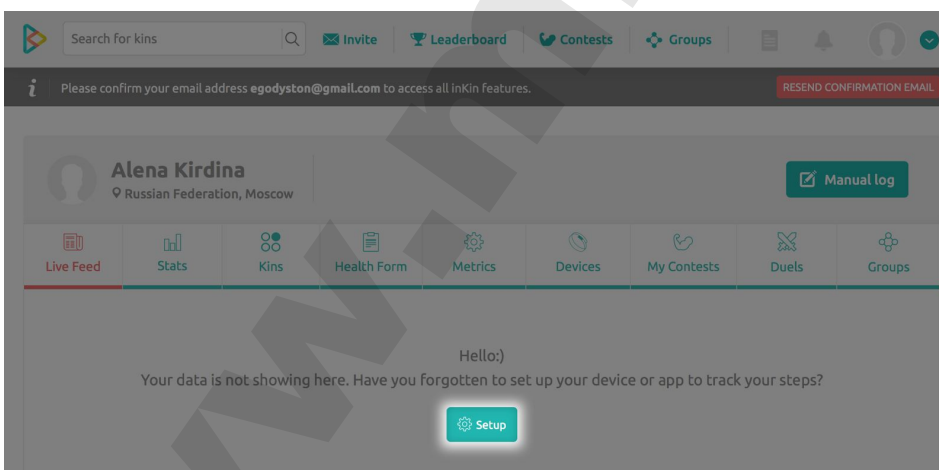 Search for kins
Invite
Leaderboard
Contests
Groups
i Please confirm your email address egodyston@gmail.com to access all inKin features.
RESEND CONFIRMATION EMAIL
Alena Kirdina
Russian Federation, Moscow
Manual log
Live Feed
Stats
Kins
Health Form
Metrics
Devices
My Contests
Duels
Groups
Hello:)
Your data is not showing here. Have you forgotten to set up your device or app to track your steps?
Setup